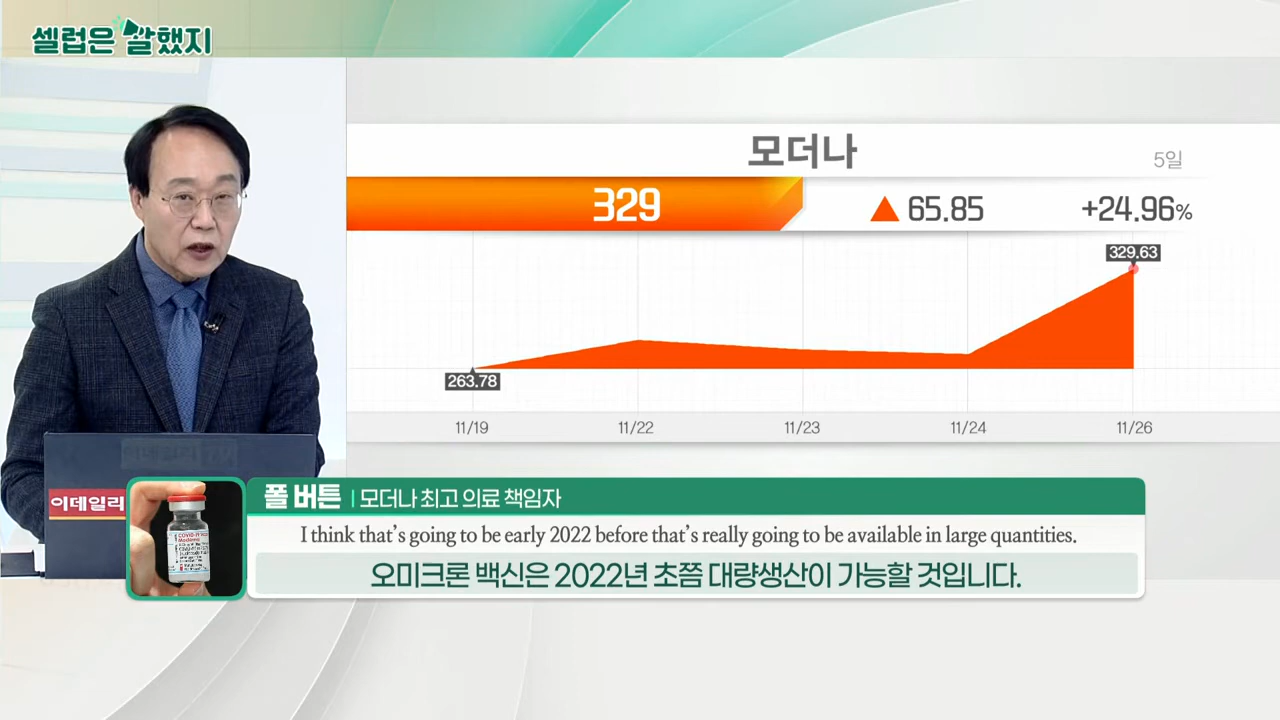 셀럽은 말했지
모더나
5일
329
▲ 65.85
+24.96%
329.63
263.78
11/19
11/22
11/23
11/24
11/26
이데일리
폴 버튼 | 모더나 최고 의료 책임자
I think that's going to be early 2022 before that's really going to be available in large quantities.
오미크론 백신은 2022년 초쯤 대량생산이 가능할 것입니다.